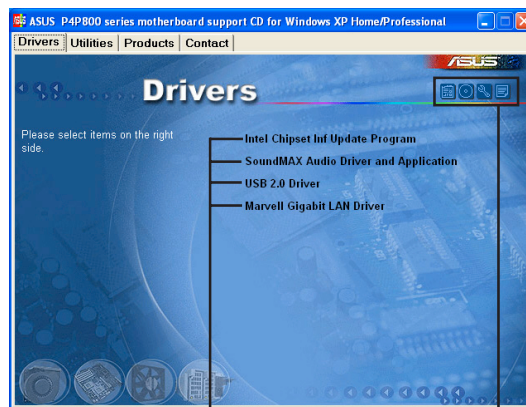 ASUS P4P800 series motherboard support CD for Windows XP Home/Professional
Drivers Utilities Products Contact
ASUS
Drivers
Please select items on the right
side.
Intel Chipset Inf Update Program
SoundMAX Audio Driver and Application
USB 2.0 Driver
Marvell Gigabit LAN Driver